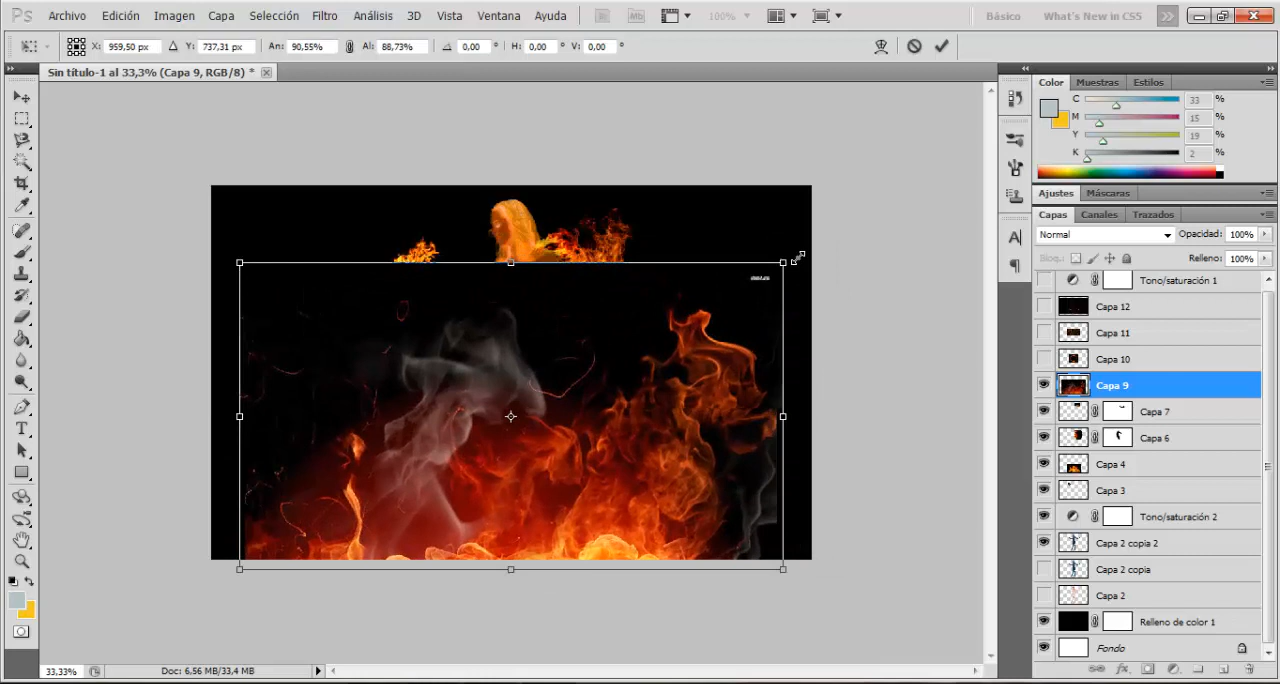 Ps Archivo Edición Imagen Capa Selección Filtro Análisis 3D Vista Ventana Ayuda Br Mb 100% Básico What's New in CS5
X: 959,50 px Y: 737,31 px An: 90,55% Al: 88,73% 0,00 ° H: 0,00 ° V: 0,00 °
Sin título-1 al 33,3% (Capa 9, RGB/8) *
Color Muestras Estilos
C 33 %
M 15 %
Y 19 %
K 2 %
Ajustes Máscaras
Capas Canales Trazados
Normal Opacidad: 100%
Bloq.: Relleno: 100%
Tono/saturación 1
Capa 12
Capa 11
Capa 10
Capa 9
Capa 7
Capa 6
Capa 4
Capa 3
Tono/saturación 2
Capa 2 copia 2
Capa 2 copia
Capa 2
Relleno de color 1
Fondo
33,33% Doc: 6,56 MB/33,4 MB